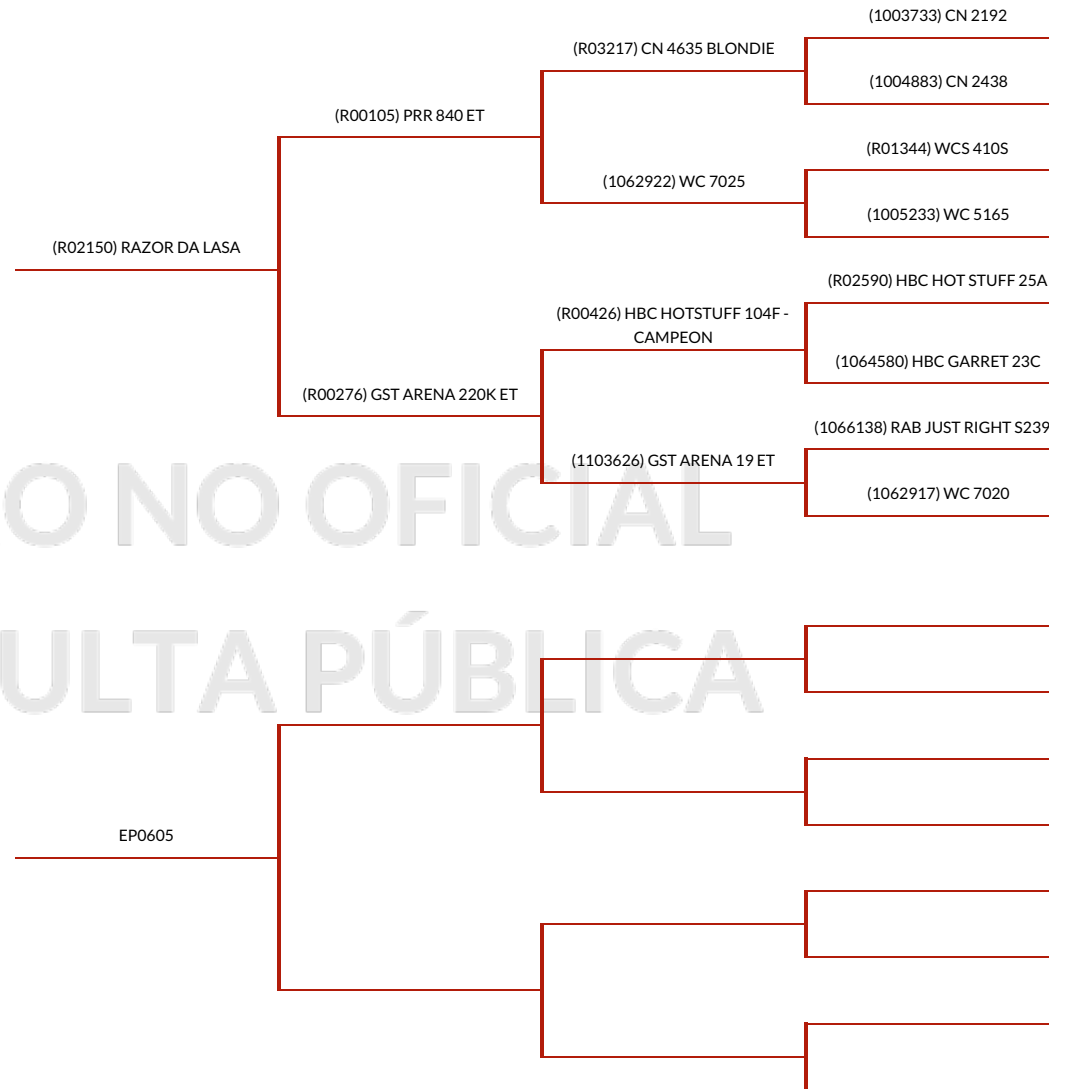 (1003733) CN 2192
(R03217) CN 4635 BLONDIE
(1004883) CN 2438
(R00105) PRR 840 ET
(R01344) WCS 410S
(1062922) WC 7025
(1005233) WC 5165
(R02150) RAZOR DA LASA
(R02590) HBC HOT STUFF 25A
(R00426) HBC HOTSTUFF 104F -
CAMPEON
(1064580) HBC GARRET 23C
(R00276) GST ARENA 220K ET
(1066138) RAB JUST RIGHT S239
(1103626) GST ARENA 19 ET
(1062917) WC 7020
O NO OFICIAL
ULTA PÚBLICA
EP0605